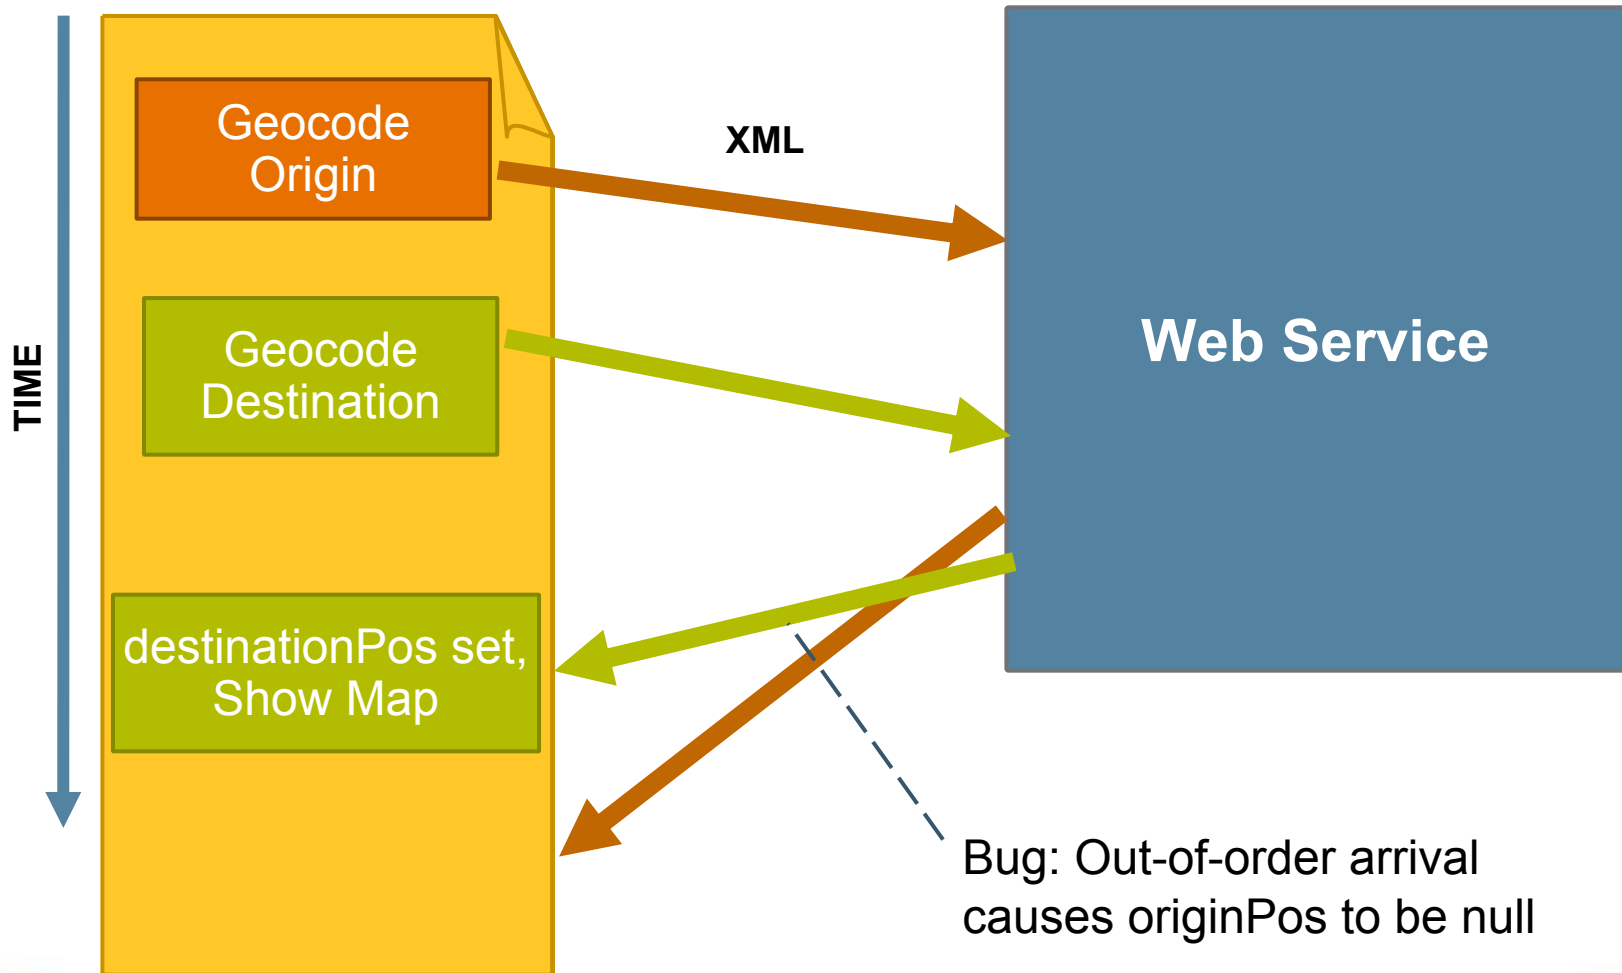 Geocode
Origin
XML
TIME
Geocode
Destination
Web Service
destinationPos set,
Show Map
Bug: Out-of-order arrival
causes originPos to be null